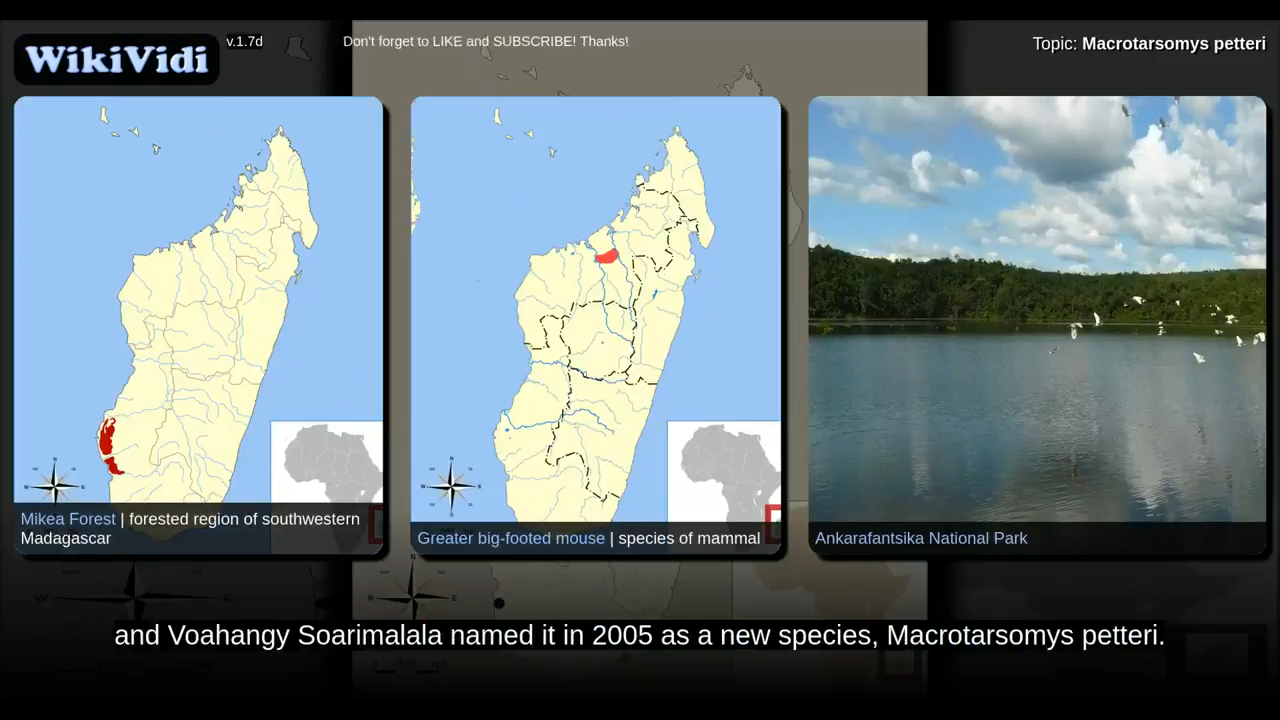 WikiVidi
v.1.7d
Don't forget to LIKE and SUBSCRIBE! Thanks!
Topic: Macrotarsomys petteri
Mikea Forest | forested region of southwestern
Madagascar
Greater big-footed mouse | species of mammal
Ankarafantsika National Park
and Voahangy Soarimalala named it in 2005 as a new species, Macrotarsomys petteri.